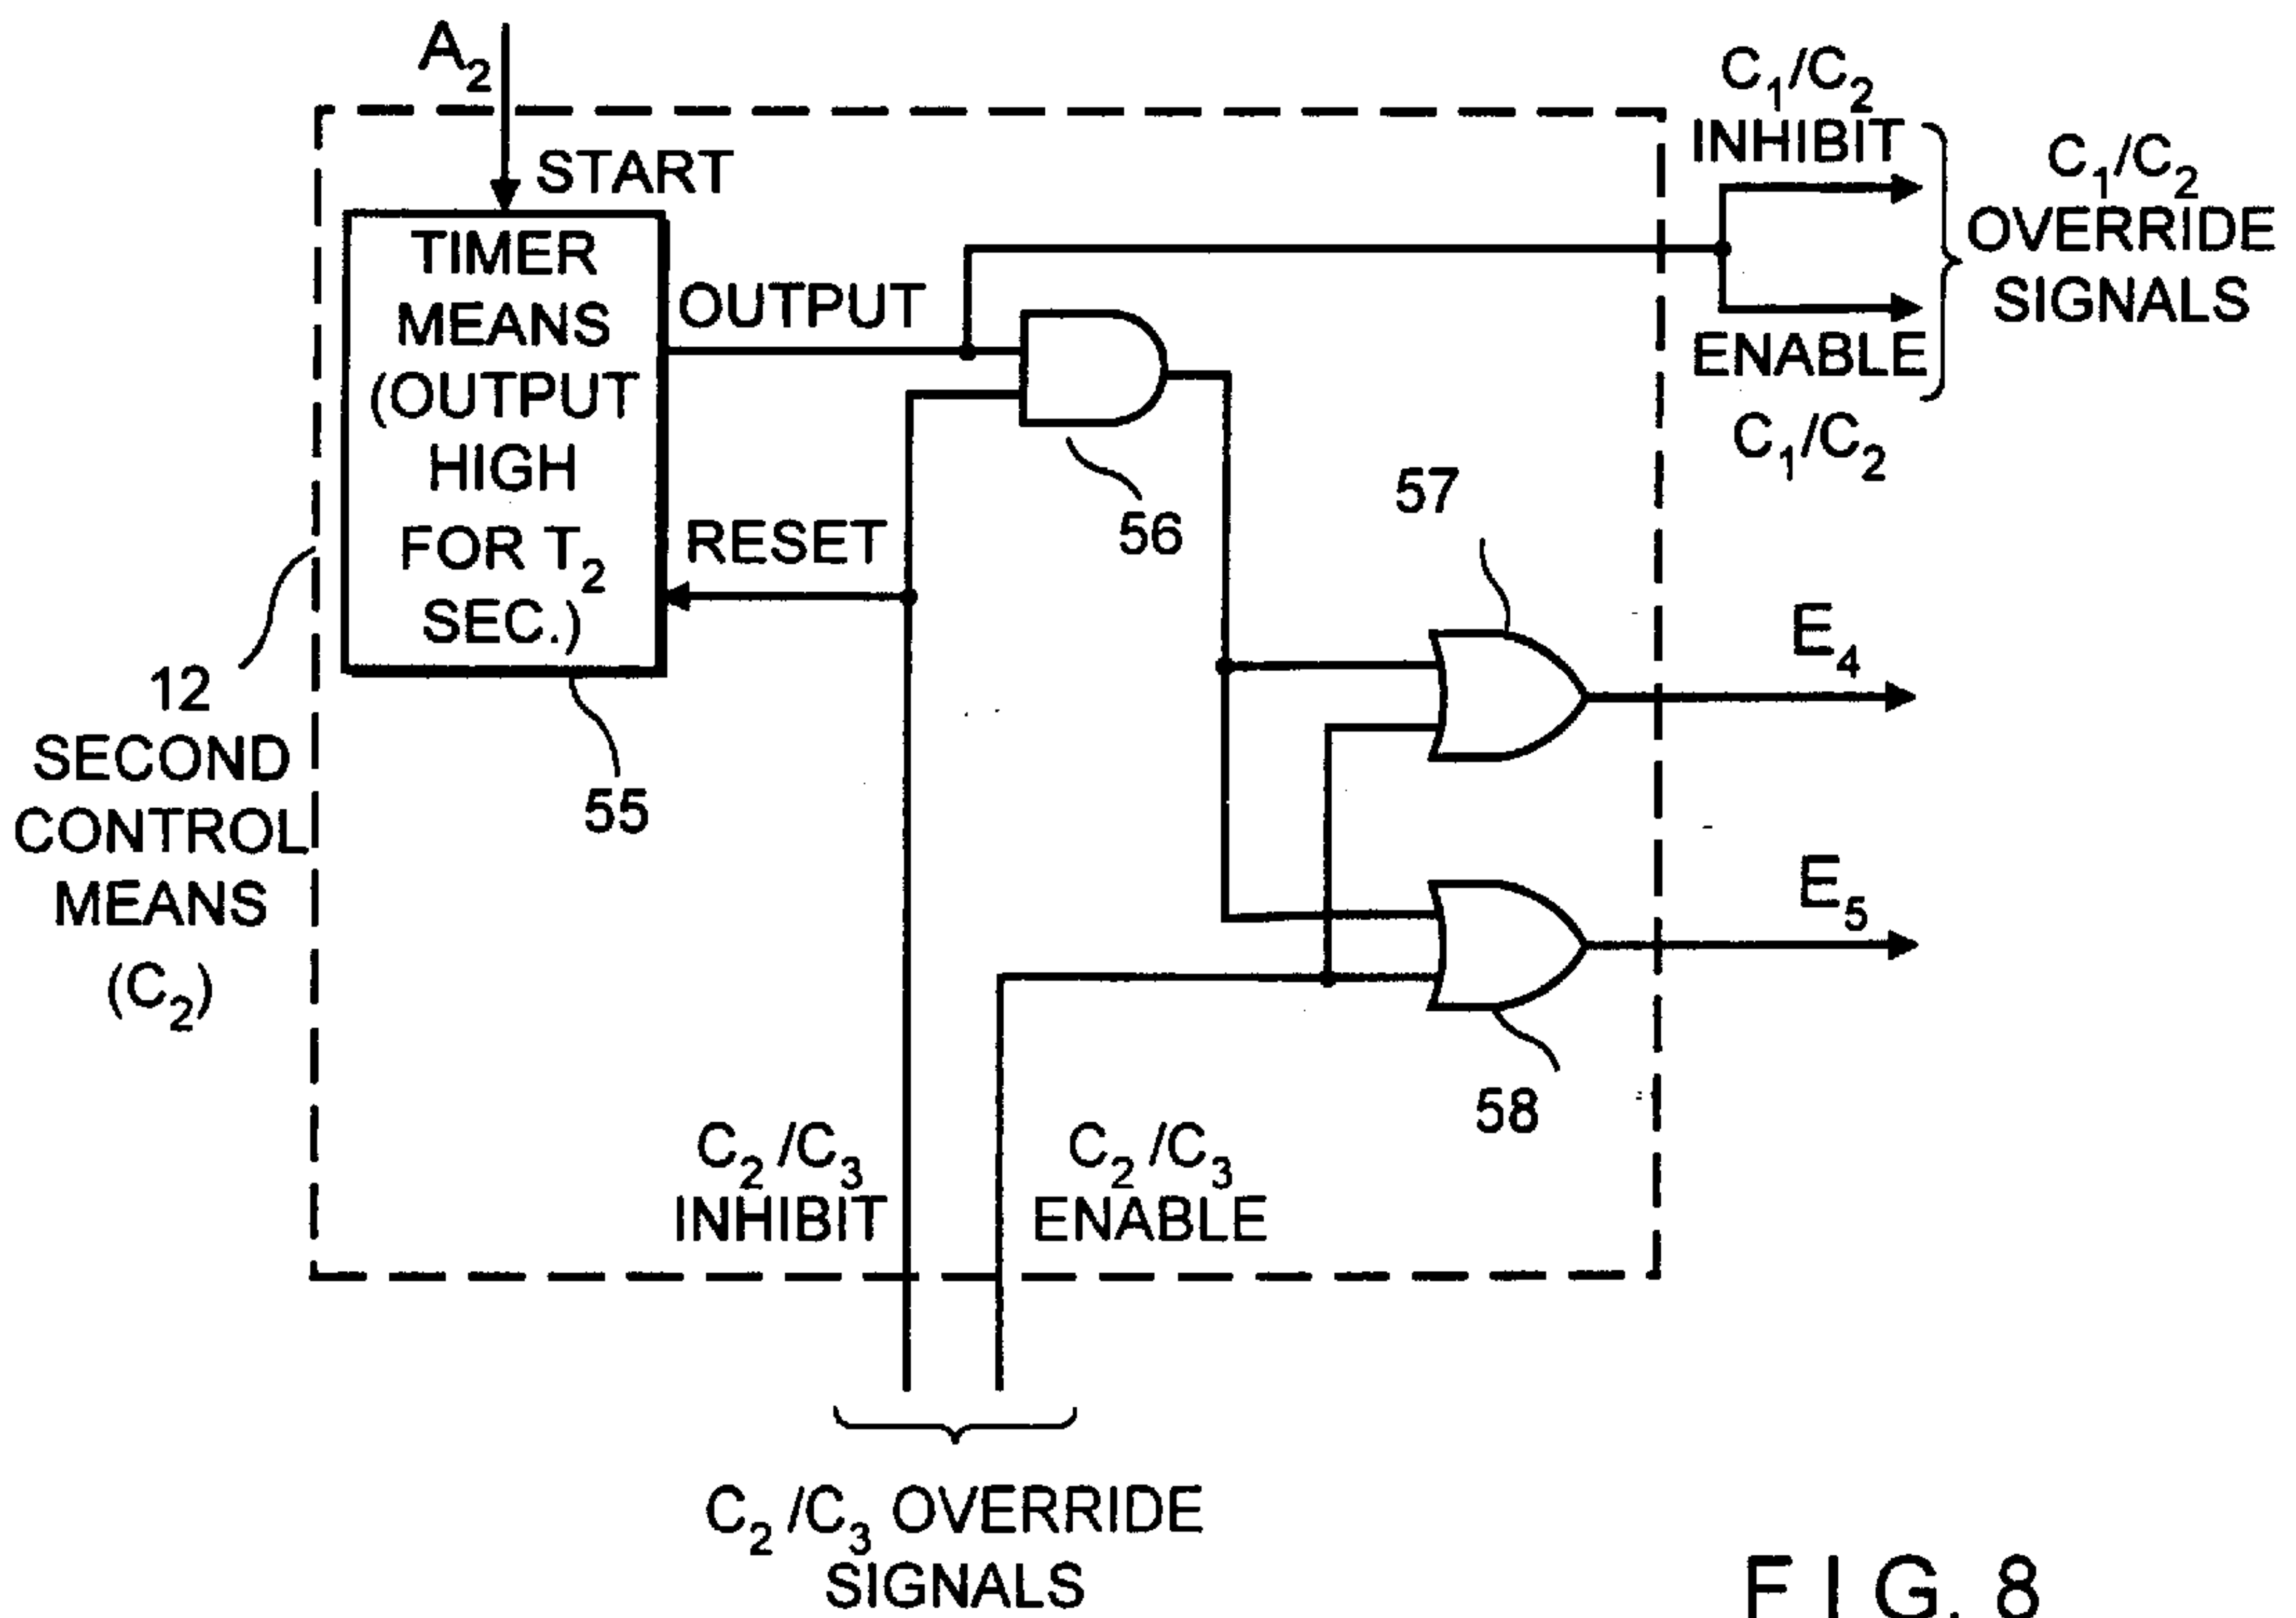 A2
START
TIMER
MEANS
(OUTPUT
HIGH
FOR T2
SEC.)
OUTPUT
RESET
C1/C2
INHIBIT
ENABLE
C1/C2
C1/C2
OVERRIDE
SIGNALS
56
57
E4
12
SECOND
CONTROL
MEANS
(C2)
55
E5
58
C2 /C3
INHIBIT
C2 /C3
ENABLE
C2 /C3 OVERRIDE
SIGNALS
FIG. 8